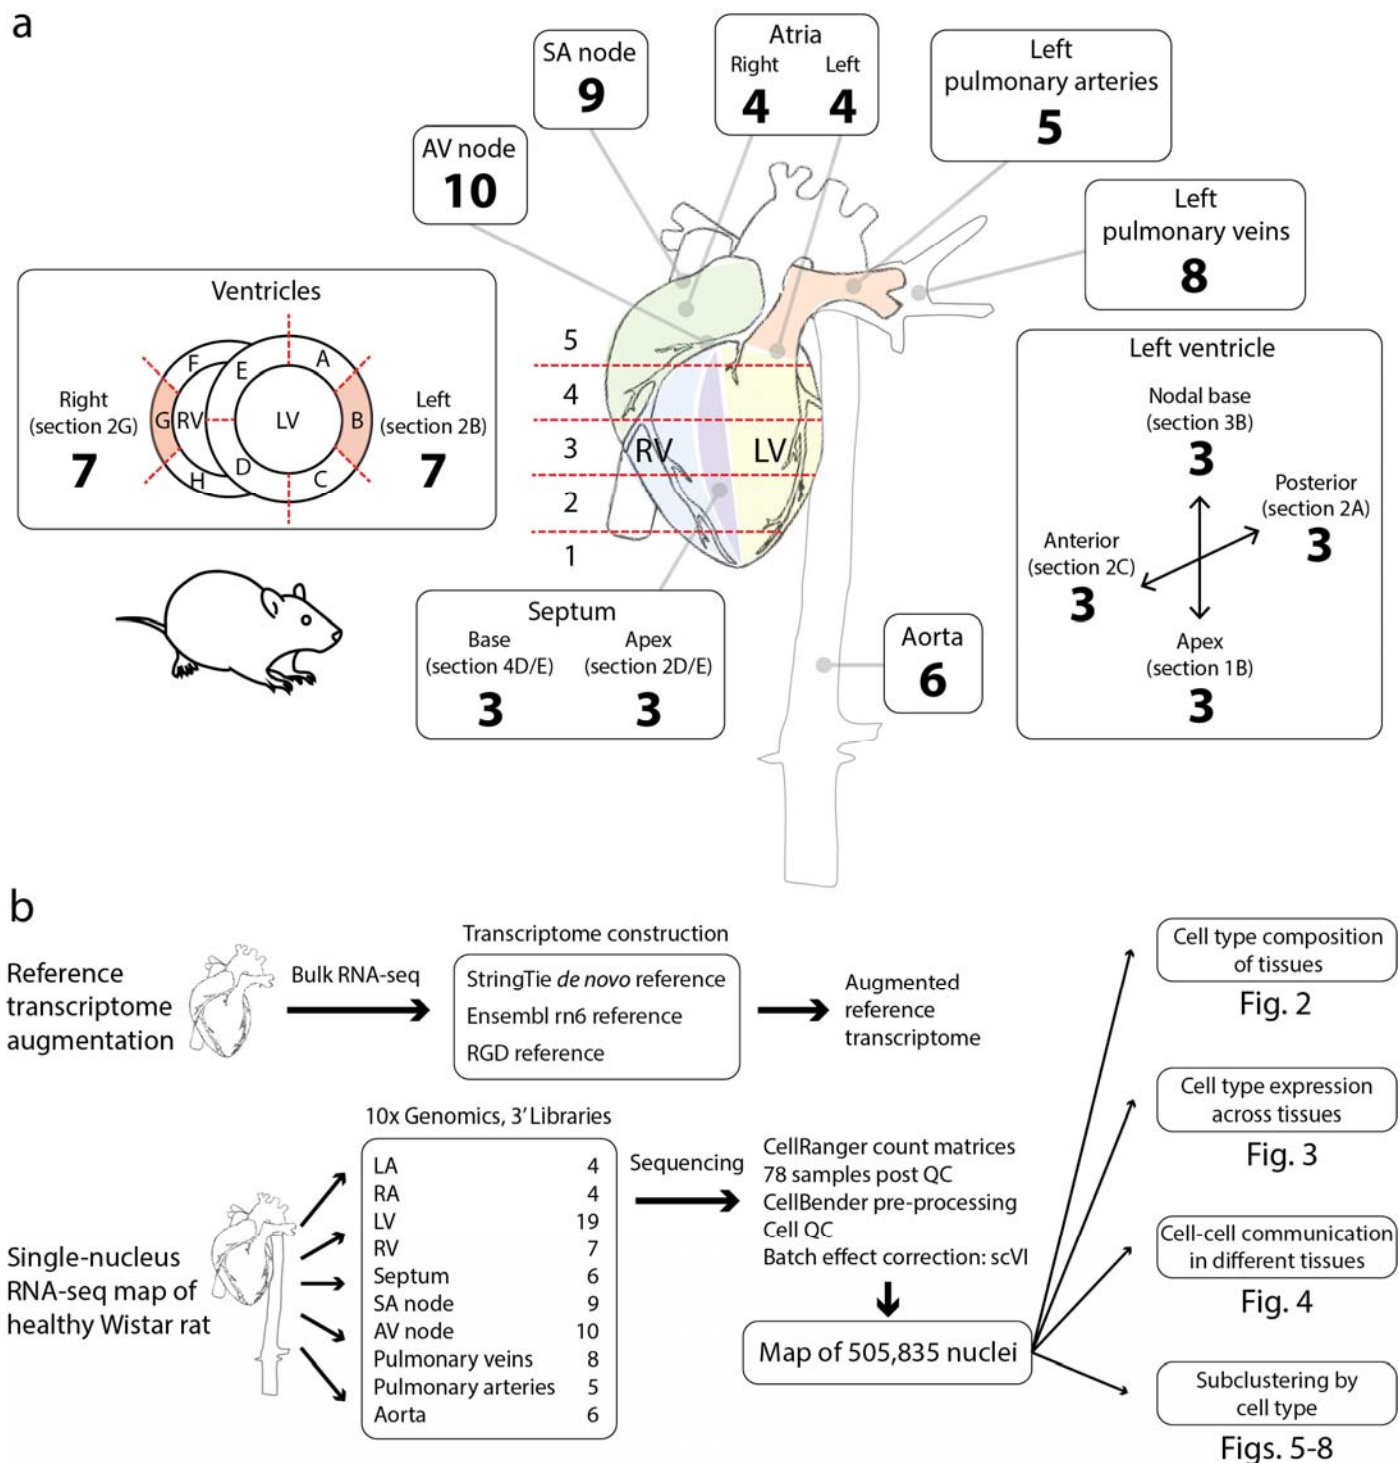 a
SA node
9
Atria
Right Left
4 4
Left
pulmonary arteries
5
AV node
10
Left
pulmonary veins
8
Ventricles
Right
(section 2G)
7
F
E
A
G
RV
LV
B
D
H
C
Left
(section 2B)
7
5
4
3
2
1
RV
LV
Left ventricle
Nodal base
(section 3B)
3
Posterior
(section 2A)
3
Anterior
(section 2C)
3
Apex
(section 1B)
3
Septum
Base
(section 4D/E)
3
Apex
(section 2D/E)
3
Aorta
6
b
Reference
transcriptome
augmentation
Bulk RNA-seq
Transcriptome construction
StringTie de novo reference
Ensembl rn6 reference
RGD reference
Augmented
reference
transcriptome
Single-nucleus
RNA-seq map of
healthy Wistar rat
10x Genomics, 3′ Libraries
LA 4
RA 4
LV 19
RV 7
Septum 6
SA node 9
AV node 10
Pulmonary veins 8
Pulmonary arteries 5
Aorta 6
Sequencing
CellRanger count matrices
78 samples post QC
CellBender pre-processing
Cell QC
Batch effect correction: scVI
Map of 505,835 nuclei
Cell type composition
of tissues
Fig. 2
Cell type expression
across tissues
Fig. 3
Cell-cell communication
in different tissues
Fig. 4
Subclustering by
cell type
Figs. 5-8